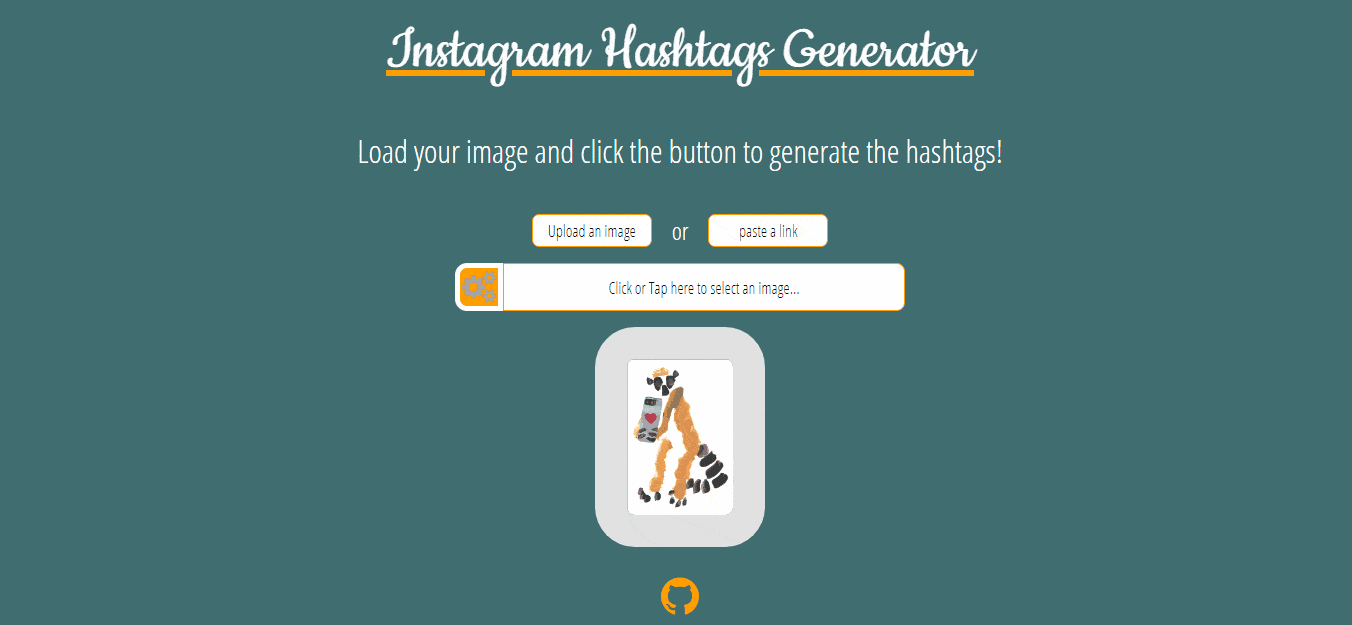 Instagram Hashtags Generator
Load your image and click the button to generate the hashtags!
Upload an image or paste a link
Click or Tap here to select an image...